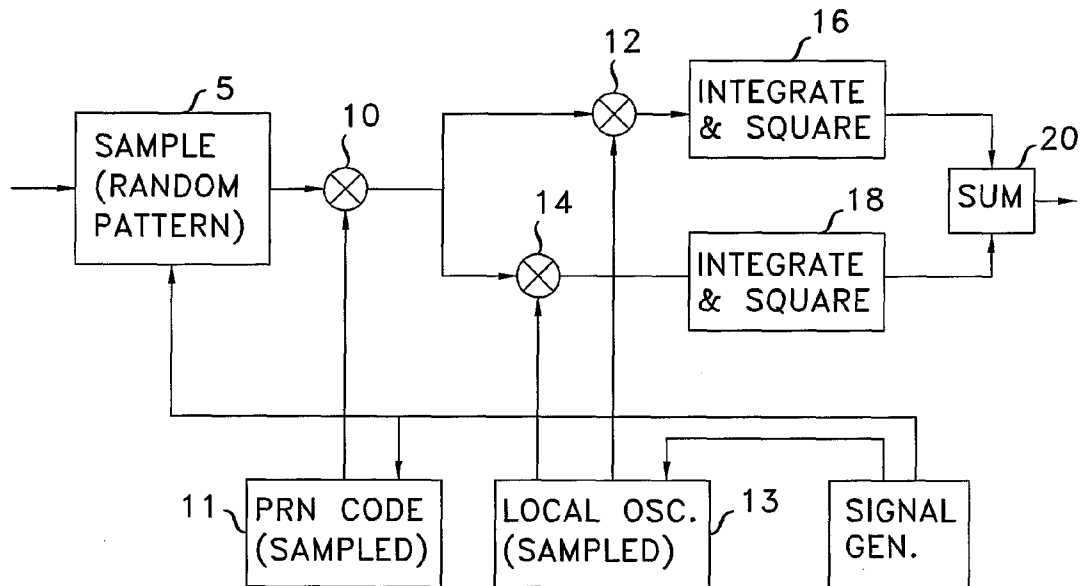 12
16
5
10
INTEGRATE
& SQUARE
SAMPLE
(RANDOM
PATTERN)
20
SUM
14
18
INTEGRATE
& SQUARE
11
PRN CODE
(SAMPLED)
LOCAL OSC.
(SAMPLED)
13
SIGNAL
GEN.